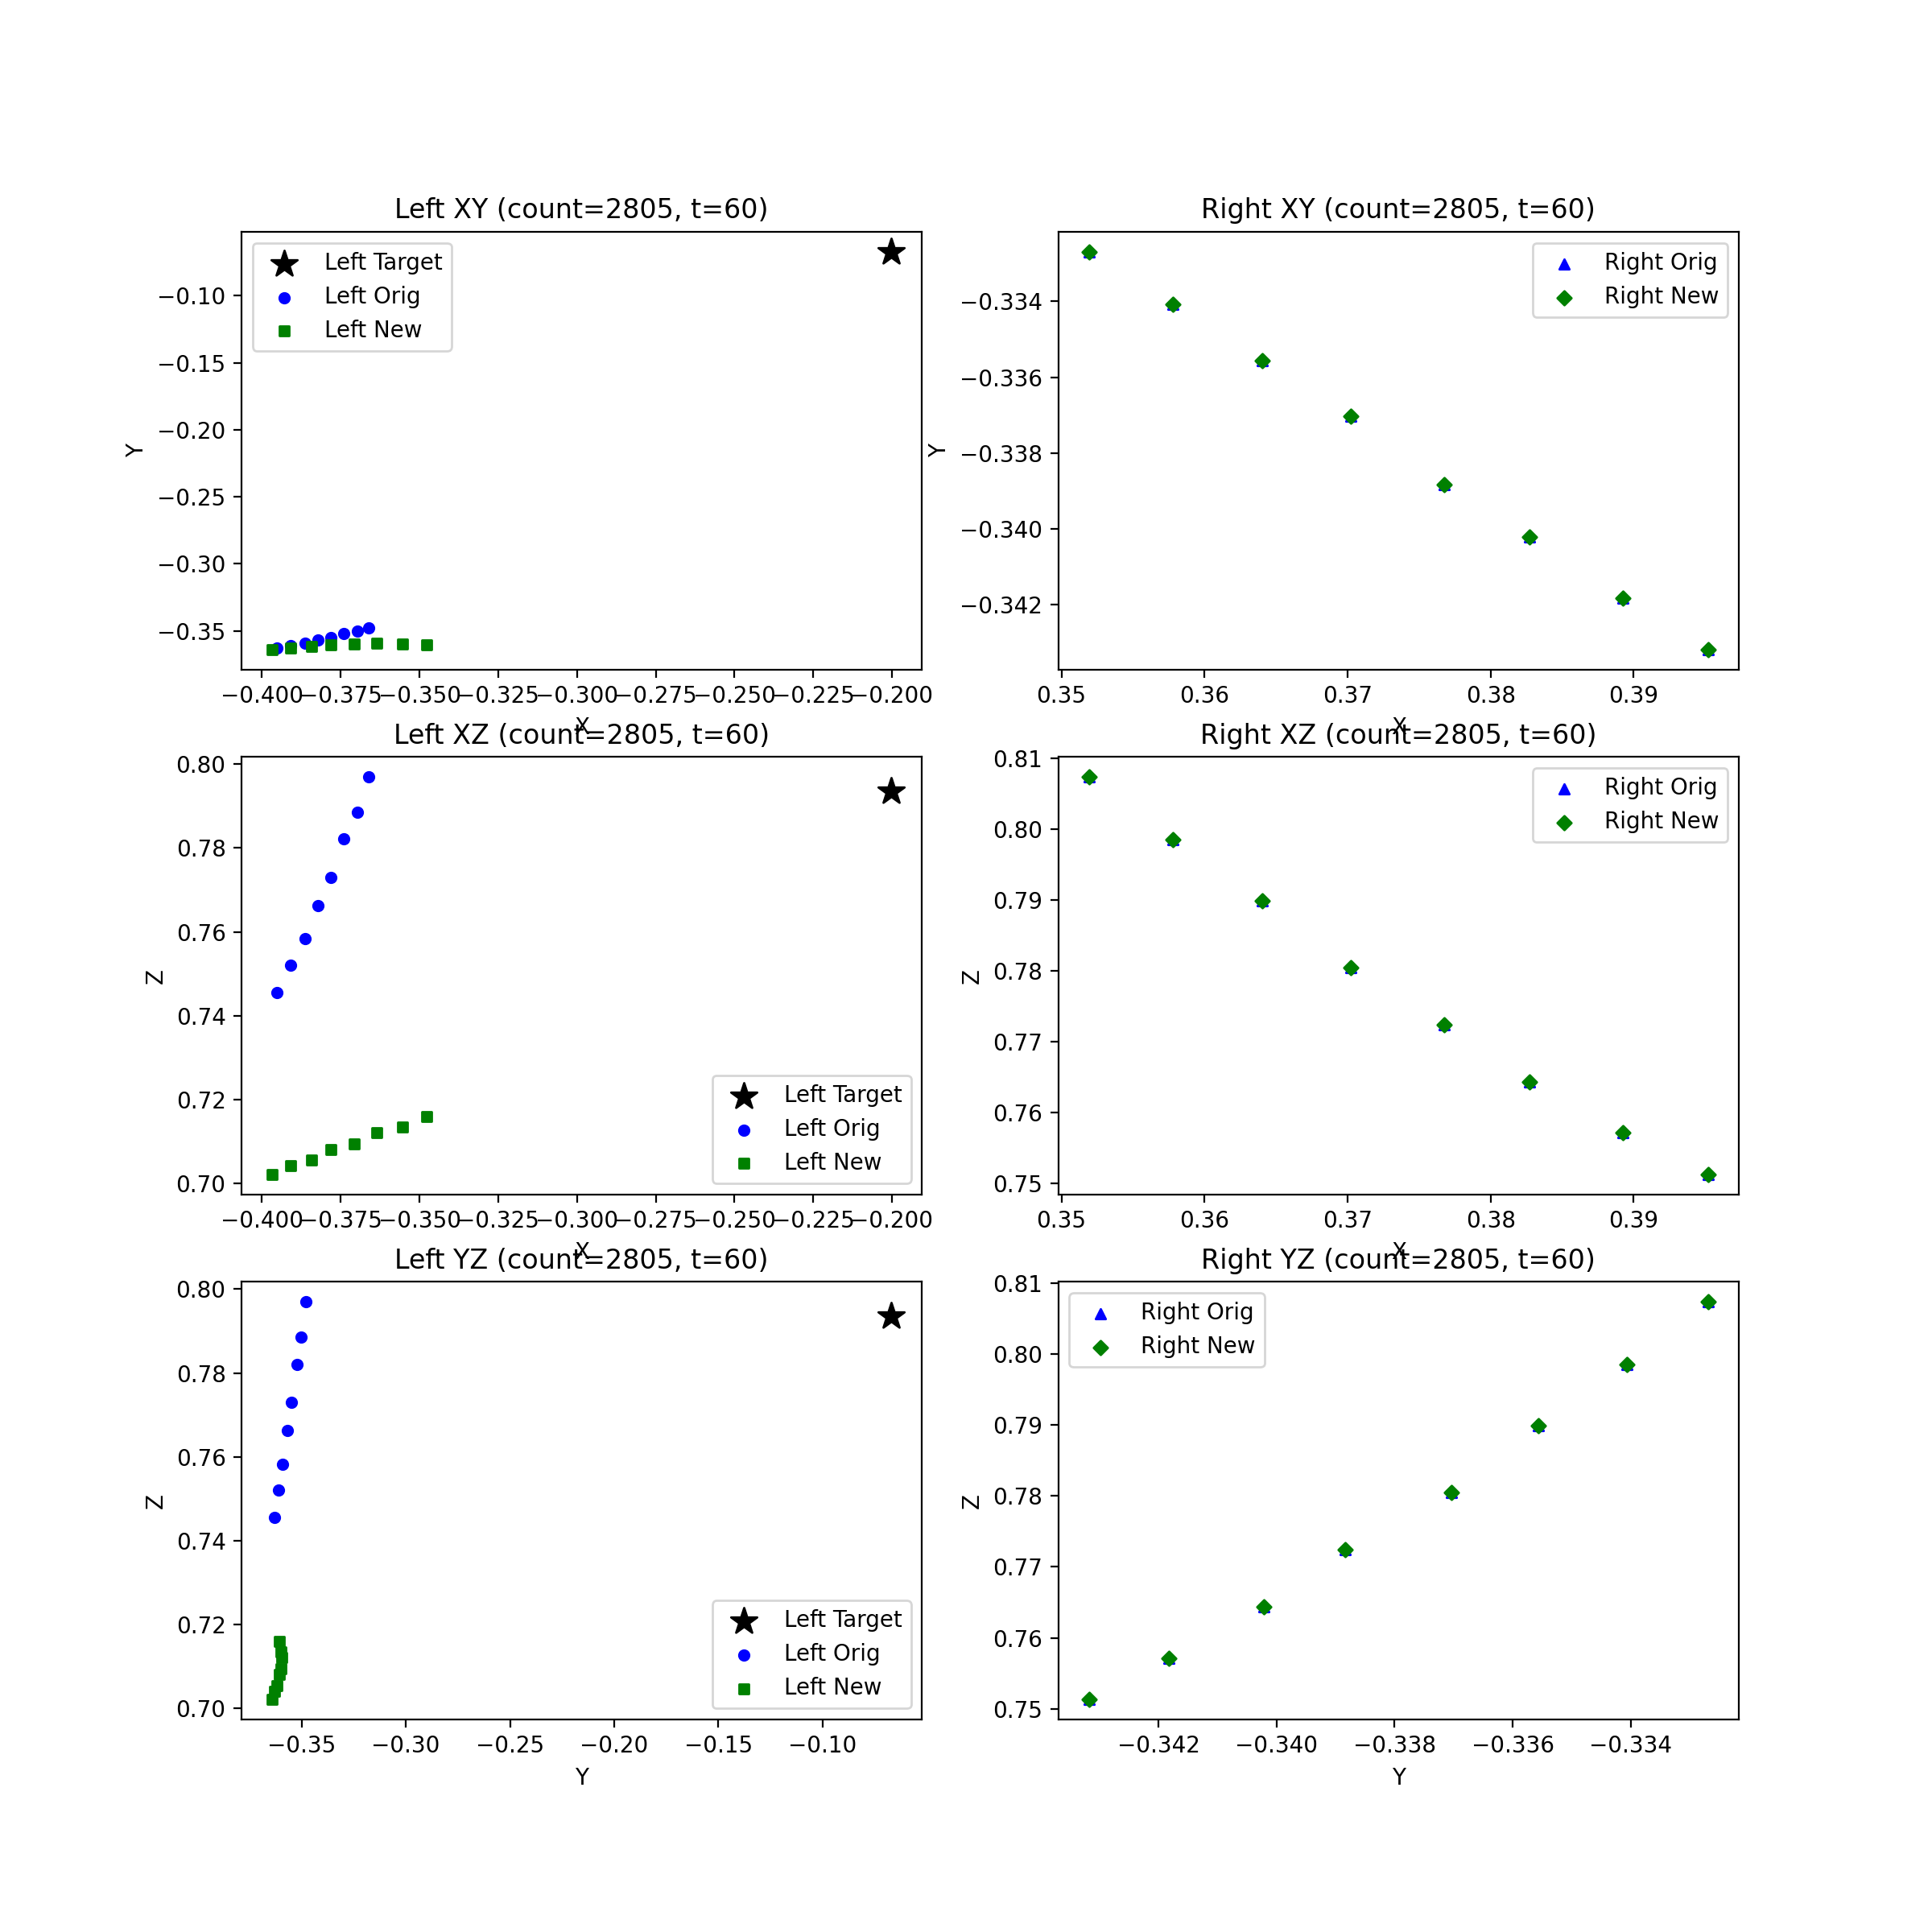 Left XY (count=2805, t=60)
Left Target
Left Orig
Left New
−0.10
−0.15
−0.20
−0.25
−0.30
−0.35
Y
−0.400 −0.375 −0.350 −0.325 −0.300 −0.275 −0.250 −0.225 −0.200
X
Right XY (count=2805, t=60)
Right Orig
Right New
−0.334
−0.336
−0.338
−0.340
−0.342
Y
0.35 0.36 0.37 0.38 0.39
X
Left XZ (count=2805, t=60)
0.80
0.78
0.76
0.74
0.72
0.70
Z
Left Target
Left Orig
Left New
−0.400 −0.375 −0.350 −0.325 −0.300 −0.275 −0.250 −0.225 −0.200
X
Right XZ (count=2805, t=60)
Right Orig
Right New
0.81
0.80
0.79
0.78
0.77
0.76
0.75
Z
0.35 0.36 0.37 0.38 0.39
X
Left YZ (count=2805, t=60)
0.80
0.78
0.76
0.74
0.72
0.70
Z
Left Target
Left Orig
Left New
−0.35 −0.30 −0.25 −0.20 −0.15 −0.10
Y
Right YZ (count=2805, t=60)
Right Orig
Right New
0.81
0.80
0.79
0.78
0.77
0.76
0.75
Z
−0.342 −0.340 −0.338 −0.336 −0.334
Y